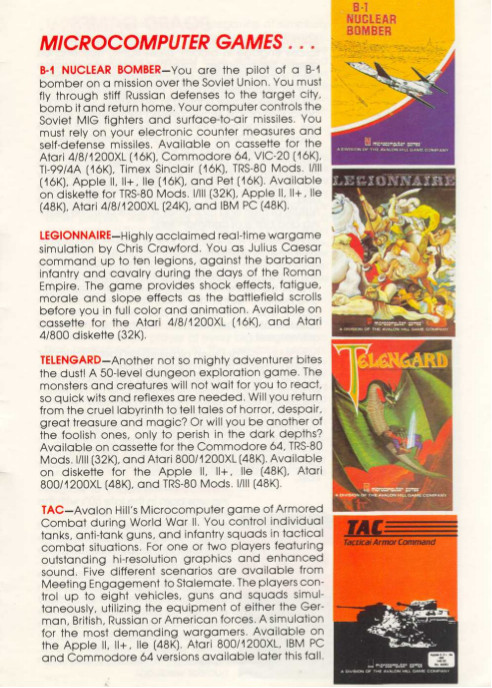 MICROCOMPUTER GAMES . . .
B-1 NUCLEAR BOMBER—You are the pilot of a B-1
bomber on a mission over the Soviet Union. You must
fly through stiff Russian defenses to the target city,
bomb it and return home. Your computer controls the
Soviet MIG fighters and surface-to-air missiles. You
must rely on your electronic counter measures and
self-defense missiles. Available on cassette for the
Atari 4/8/1200XL (16K), Commodore 64, VIC-20 (16K),
TI-99/4A (16K), Timex Sinclair (16K), TRS-80 Mods. I/III
(16K), Apple II, II+, IIe (16K), and Pet (16K). Available
on diskette for TRS-80 Mods. I/III (32K), Apple II, II+, IIe
(48K), Atari 4/8/1200XL (24K), and IBM PC (48K).
LEGIONNAIRE—Highly acclaimed real-time wargame
simulation by Chris Crawford. You as Julius Caesar
command up to ten legions, against the barbarian
infantry and cavalry during the days of the Roman
Empire. The game provides shock effects, fatigue,
morale and slope effects as the battlefield scrolls
before you in full color and animation. Available on
cassette for the Atari 4/8/1200XL (16K), and Atari
4/800 diskette (32K).
TELENGARD—Another not so mighty adventurer bites
the dust! A 50-level dungeon exploration game. The
monsters and creatures will not wait for you to react,
so quick wits and reflexes are needed. Will you return
from the cruel labyrinth to tell tales of horror, despair,
great treasure and magic? Or will you be another of
the foolish ones, only to perish in the dark depths?
Available on cassette for the Commodore 64, TRS-80
Mods. I/III (32K), and Atari 800/1200XL (48K). Available
on diskette for the Apple II, II+, IIe (48K), Atari
800/1200XL (48K), and TRS-80 Mods. I/III (48K).
TAC—Avalon Hill's Microcomputer game of Armored
Combat during World War II. You control individual
tanks, anti-tank guns, and infantry squads in tactical
combat situations. For one or two players featuring
outstanding hi-resolution graphics and enhanced
sound. Five different scenarios are available from
Meeting Engagement to Stalemate. The players con-
trol up to eight vehicles, guns and squads simul-
taneously, utilizing the equipment of either the Ger-
man, British, Russian or American forces. A simulation
for the most demanding wargamers. Available on
the Apple II, II+, IIe (48K). Atari 800/1200XL, IBM PC
and Commodore 64 versions available later this fall.
B-1
NUCLEAR
BOMBER
microcomputer games
A DIVISION OF THE AVALON HILL GAME COMPANY
LEGIONNAIRE
microcomputer games
A DIVISION OF THE AVALON HILL GAME COMPANY
TELENGARD
microcomputer games
A DIVISION OF THE AVALON HILL GAME COMPANY
TAC
Tactical Armor Command
microcomputer games
A DIVISION OF THE AVALON HILL GAME COMPANY